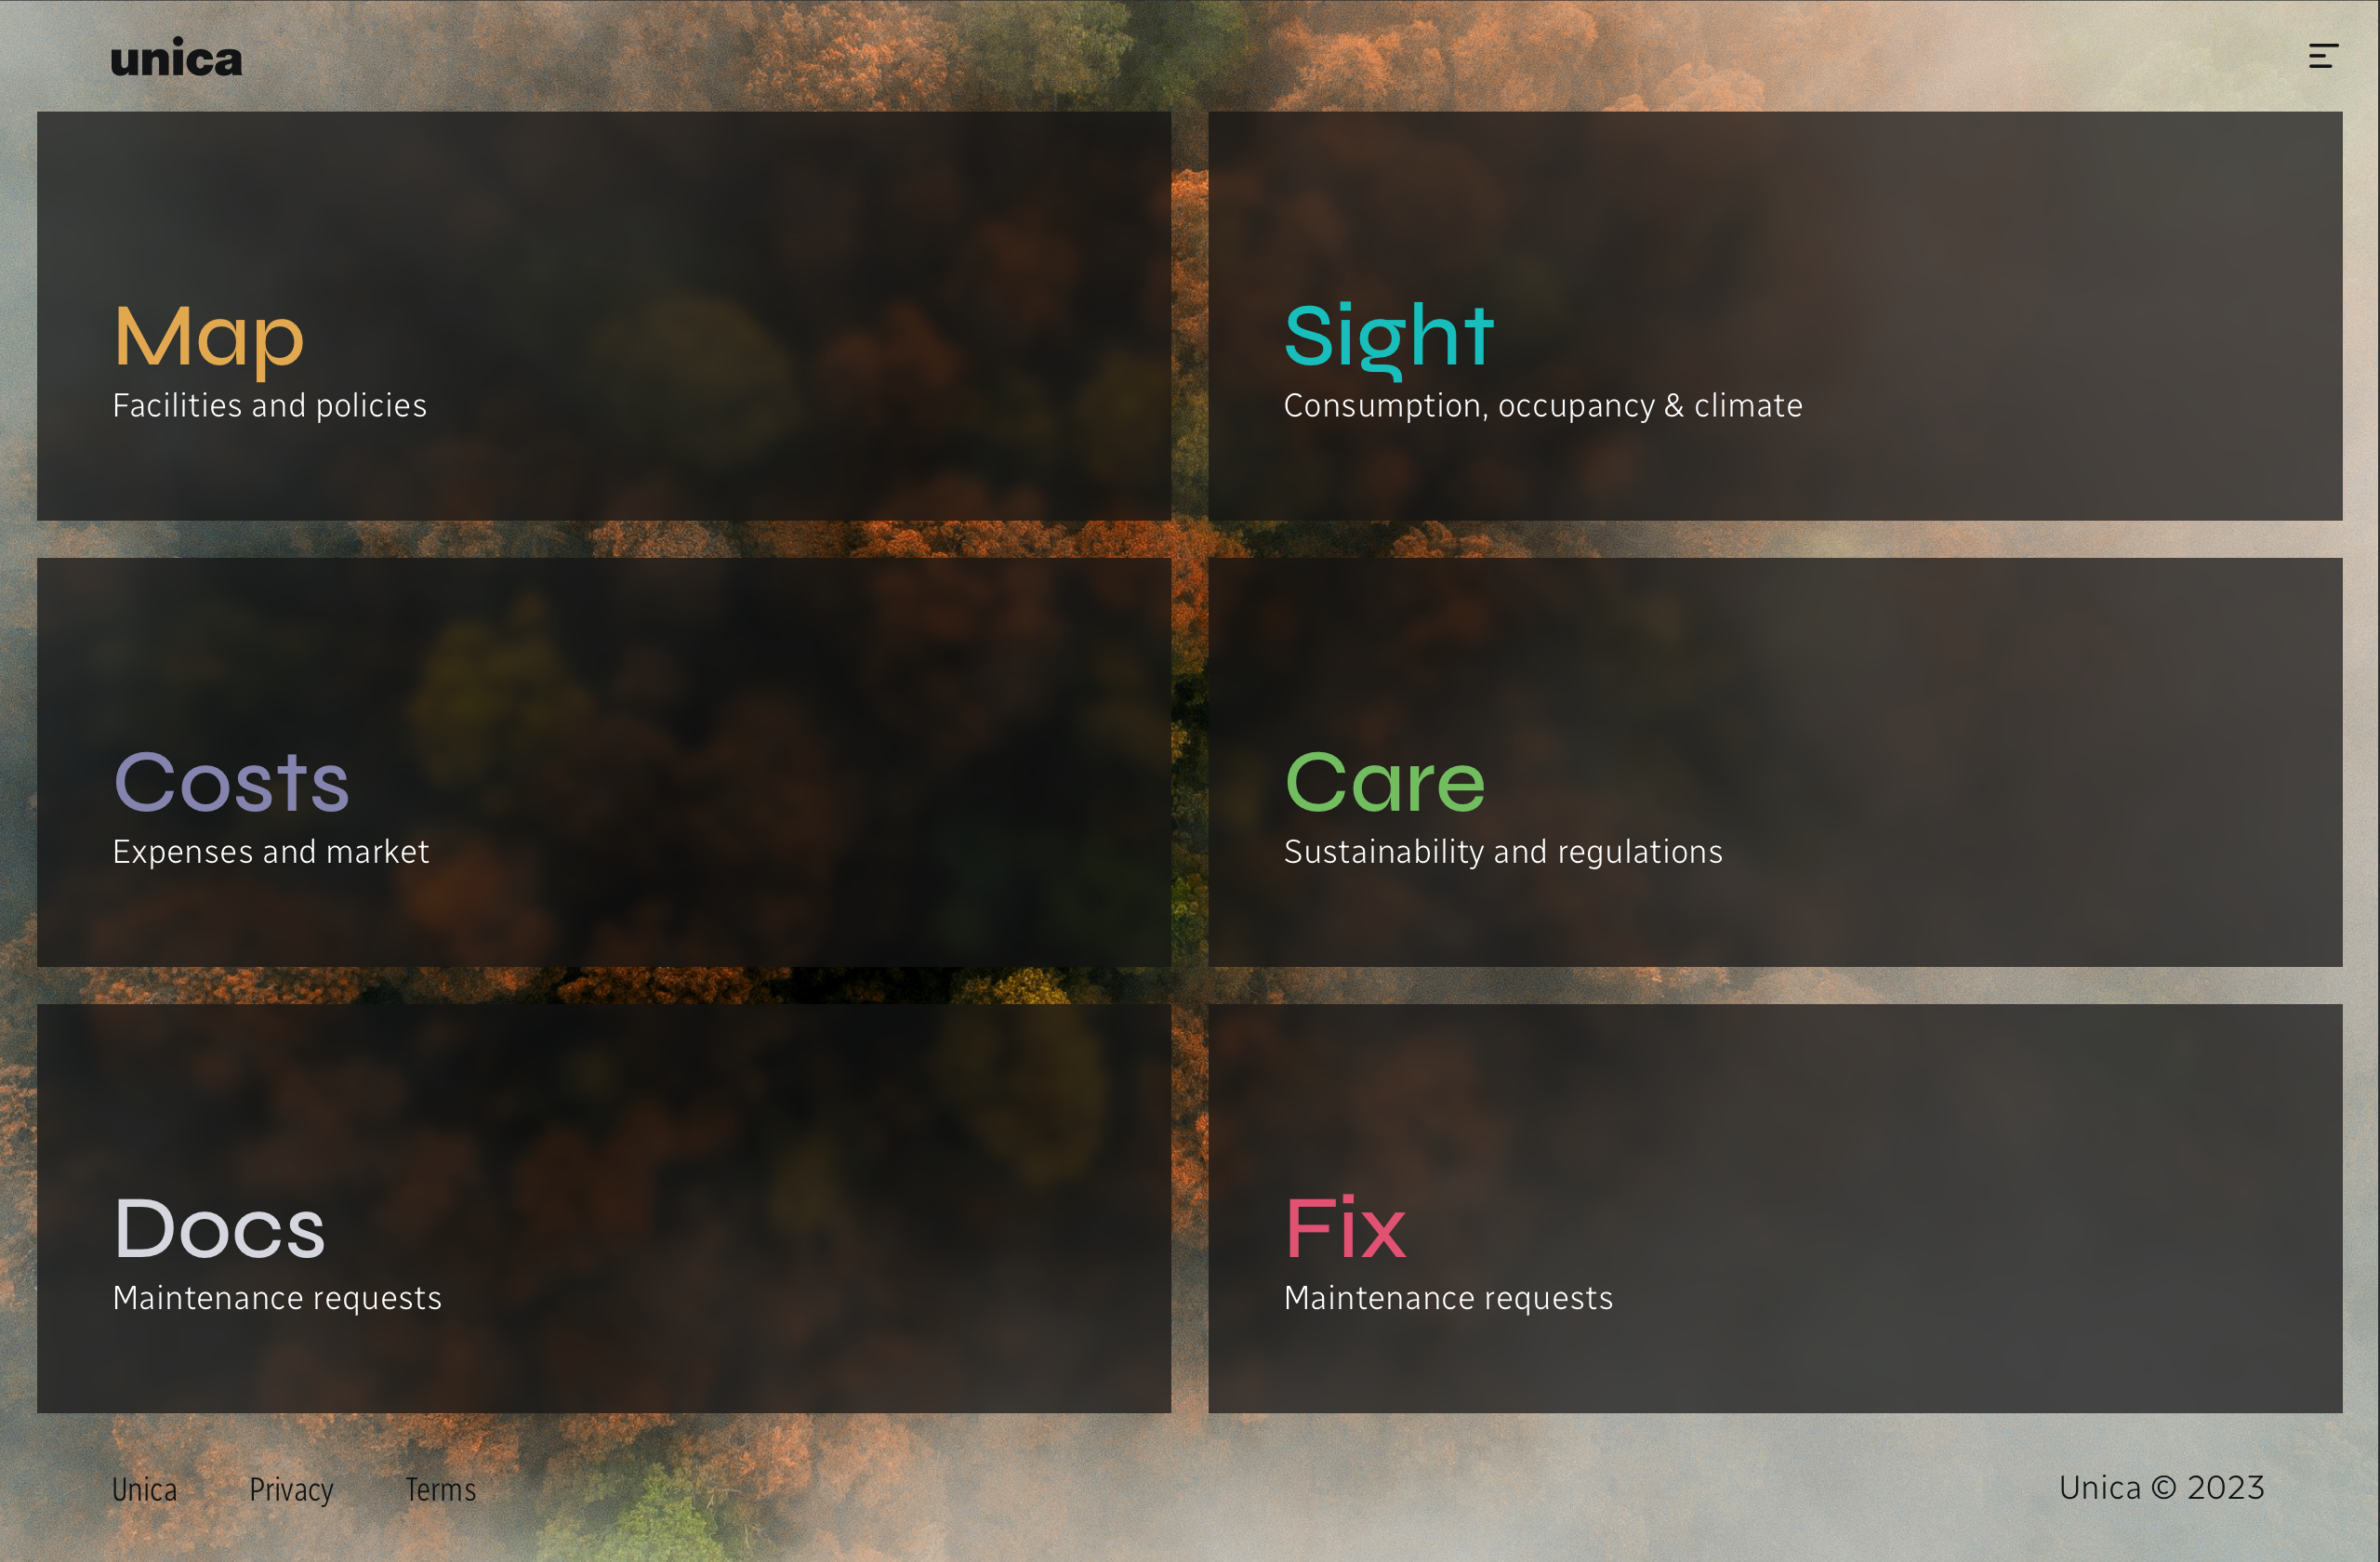 unica
Map
Facilities and policies
Sight
Consumption, occupancy & climate
Costs
Expenses and market
Care
Sustainability and regulations
Docs
Maintenance requests
Fix
Maintenance requests
Unica Privacy Terms
Unica © 2023